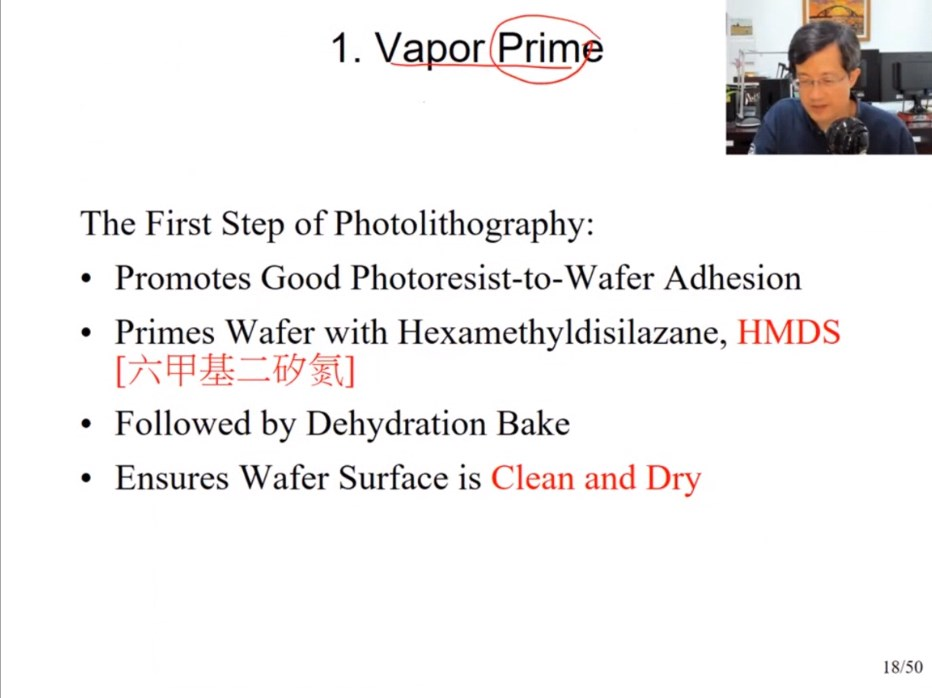 1. Vapor Prime
The First Step of Photolithography:
• Promotes Good Photoresist-to-Wafer Adhesion
• Primes Wafer with Hexamethyldisilazane, HMDS
[六甲基二矽氮]
• Followed by Dehydration Bake
• Ensures Wafer Surface is Clean and Dry
18/50